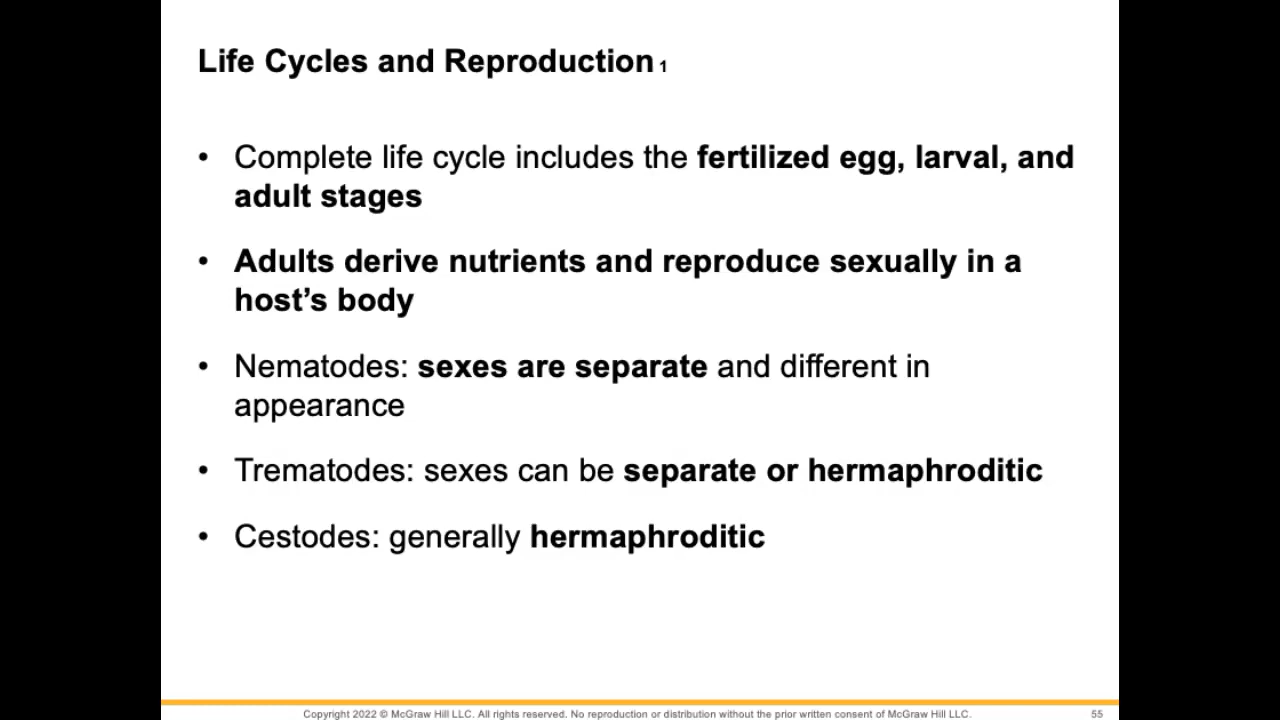 Life Cycles and Reproduction 1
• Complete life cycle includes the fertilized egg, larval, and
adult stages
• Adults derive nutrients and reproduce sexually in a
host’s body
• Nematodes: sexes are separate and different in
appearance
• Trematodes: sexes can be separate or hermaphroditic
• Cestodes: generally hermaphroditic
Copyright 2022 © McGraw Hill LLC. All rights reserved. No reproduction or distribution without the prior written consent of McGraw Hill LLC. 55